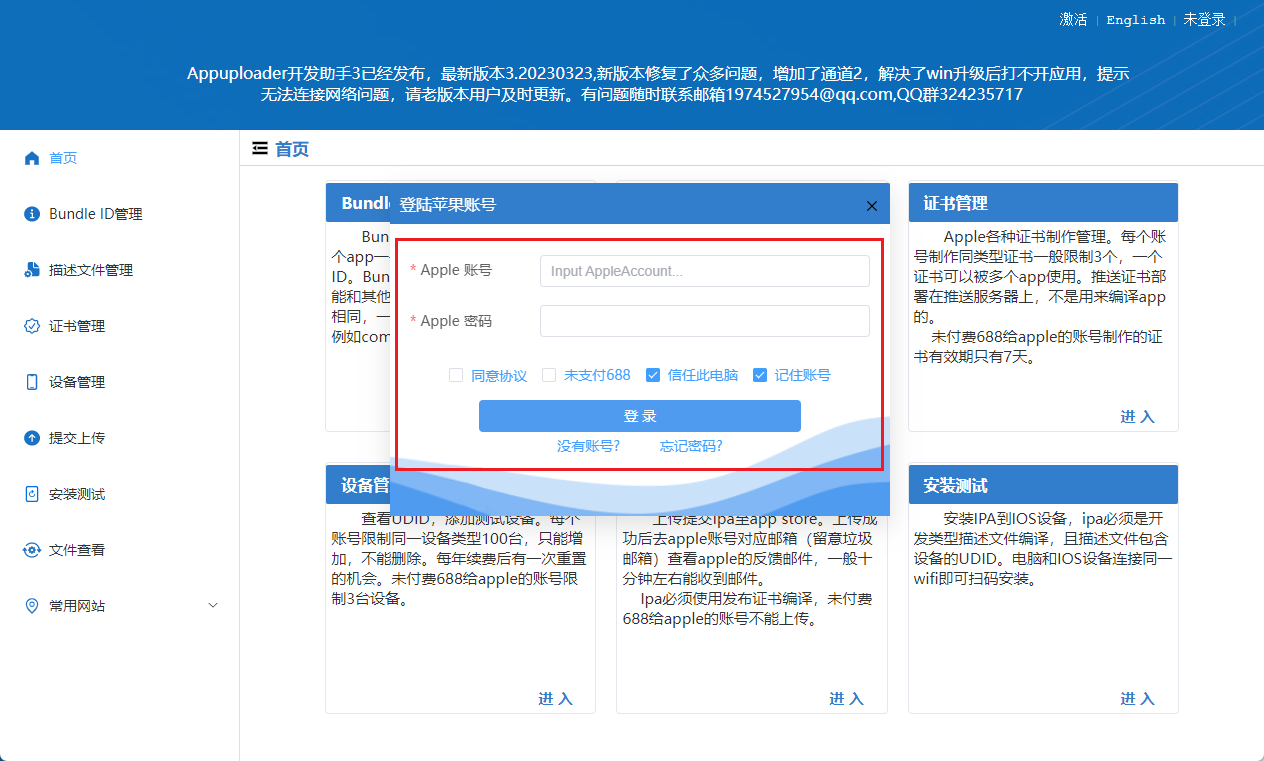 激活 | English | 未登录 |
Appuploader开发助手3已经发布，最新版本3.20230323,新版本修复了众多问题，增加了通道2，解决了win升级后打不开应用，提示
无法连接网络问题，请老版本用户及时更新。有问题随时联系邮箱1974527954@qq.com,QQ群324235717
首页
Bundle ID管理
描述文件管理
证书管理
设备管理
提交上传
安装测试
文件查看
常用网站
首页
Bundle
Bun
个app一
ID。Bun
能和其他
相同，一
例如com
登陆苹果账号
* Apple 账号
Input AppleAccount...
* Apple 密码
同意协议 未支付688 信任此电脑 记住账号
登 录
没有账号? 忘记密码?
证书管理
Apple各种证书制作管理。每个账
号制作同类型证书一般限制3个，一个
证书可以被多个app使用。推送证书部
署在推送服务器上，不是用来编译app
的。
未付费688给apple的账号制作的证
书有效期只有7天。
进 入
设备管
查看UDID，添加测试设备。每个
账号限制同一设备类型100台，只能增
加，不能删除。每年续费后有一次重置
的机会。未付费688给apple的账号限
制3台设备。
进 入
上传提交ipa至app store。上传成
功后去apple账号对应邮箱（留意垃圾
邮箱）查看apple的反馈邮件，一般十
分钟左右能收到邮件。
Ipa必须使用发布证书编译，未付费
688给apple的账号不能上传。
进 入
安装测试
安装IPA到IOS设备，ipa必须是开
发类型描述文件编译，且描述文件包含
设备的UDID。电脑和IOS设备连接同一
wifi即可扫码安装。
进 入